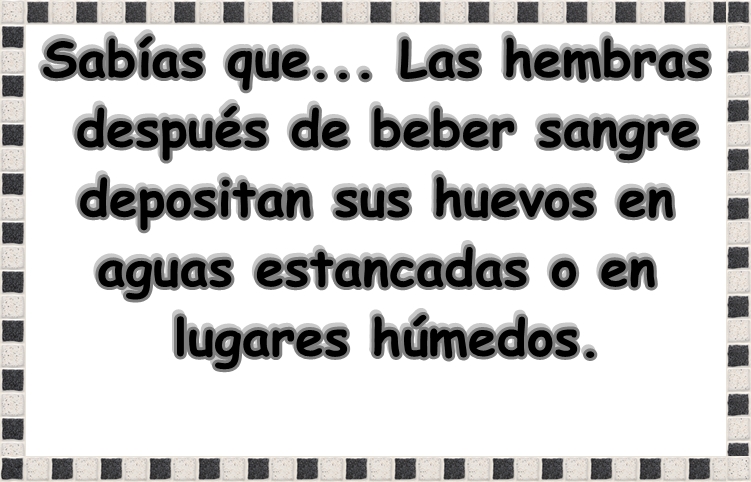 Sabías que... Las hembras
después de beber sangre
depositan sus huevos en
aguas estancadas o en
lugares húmedos.